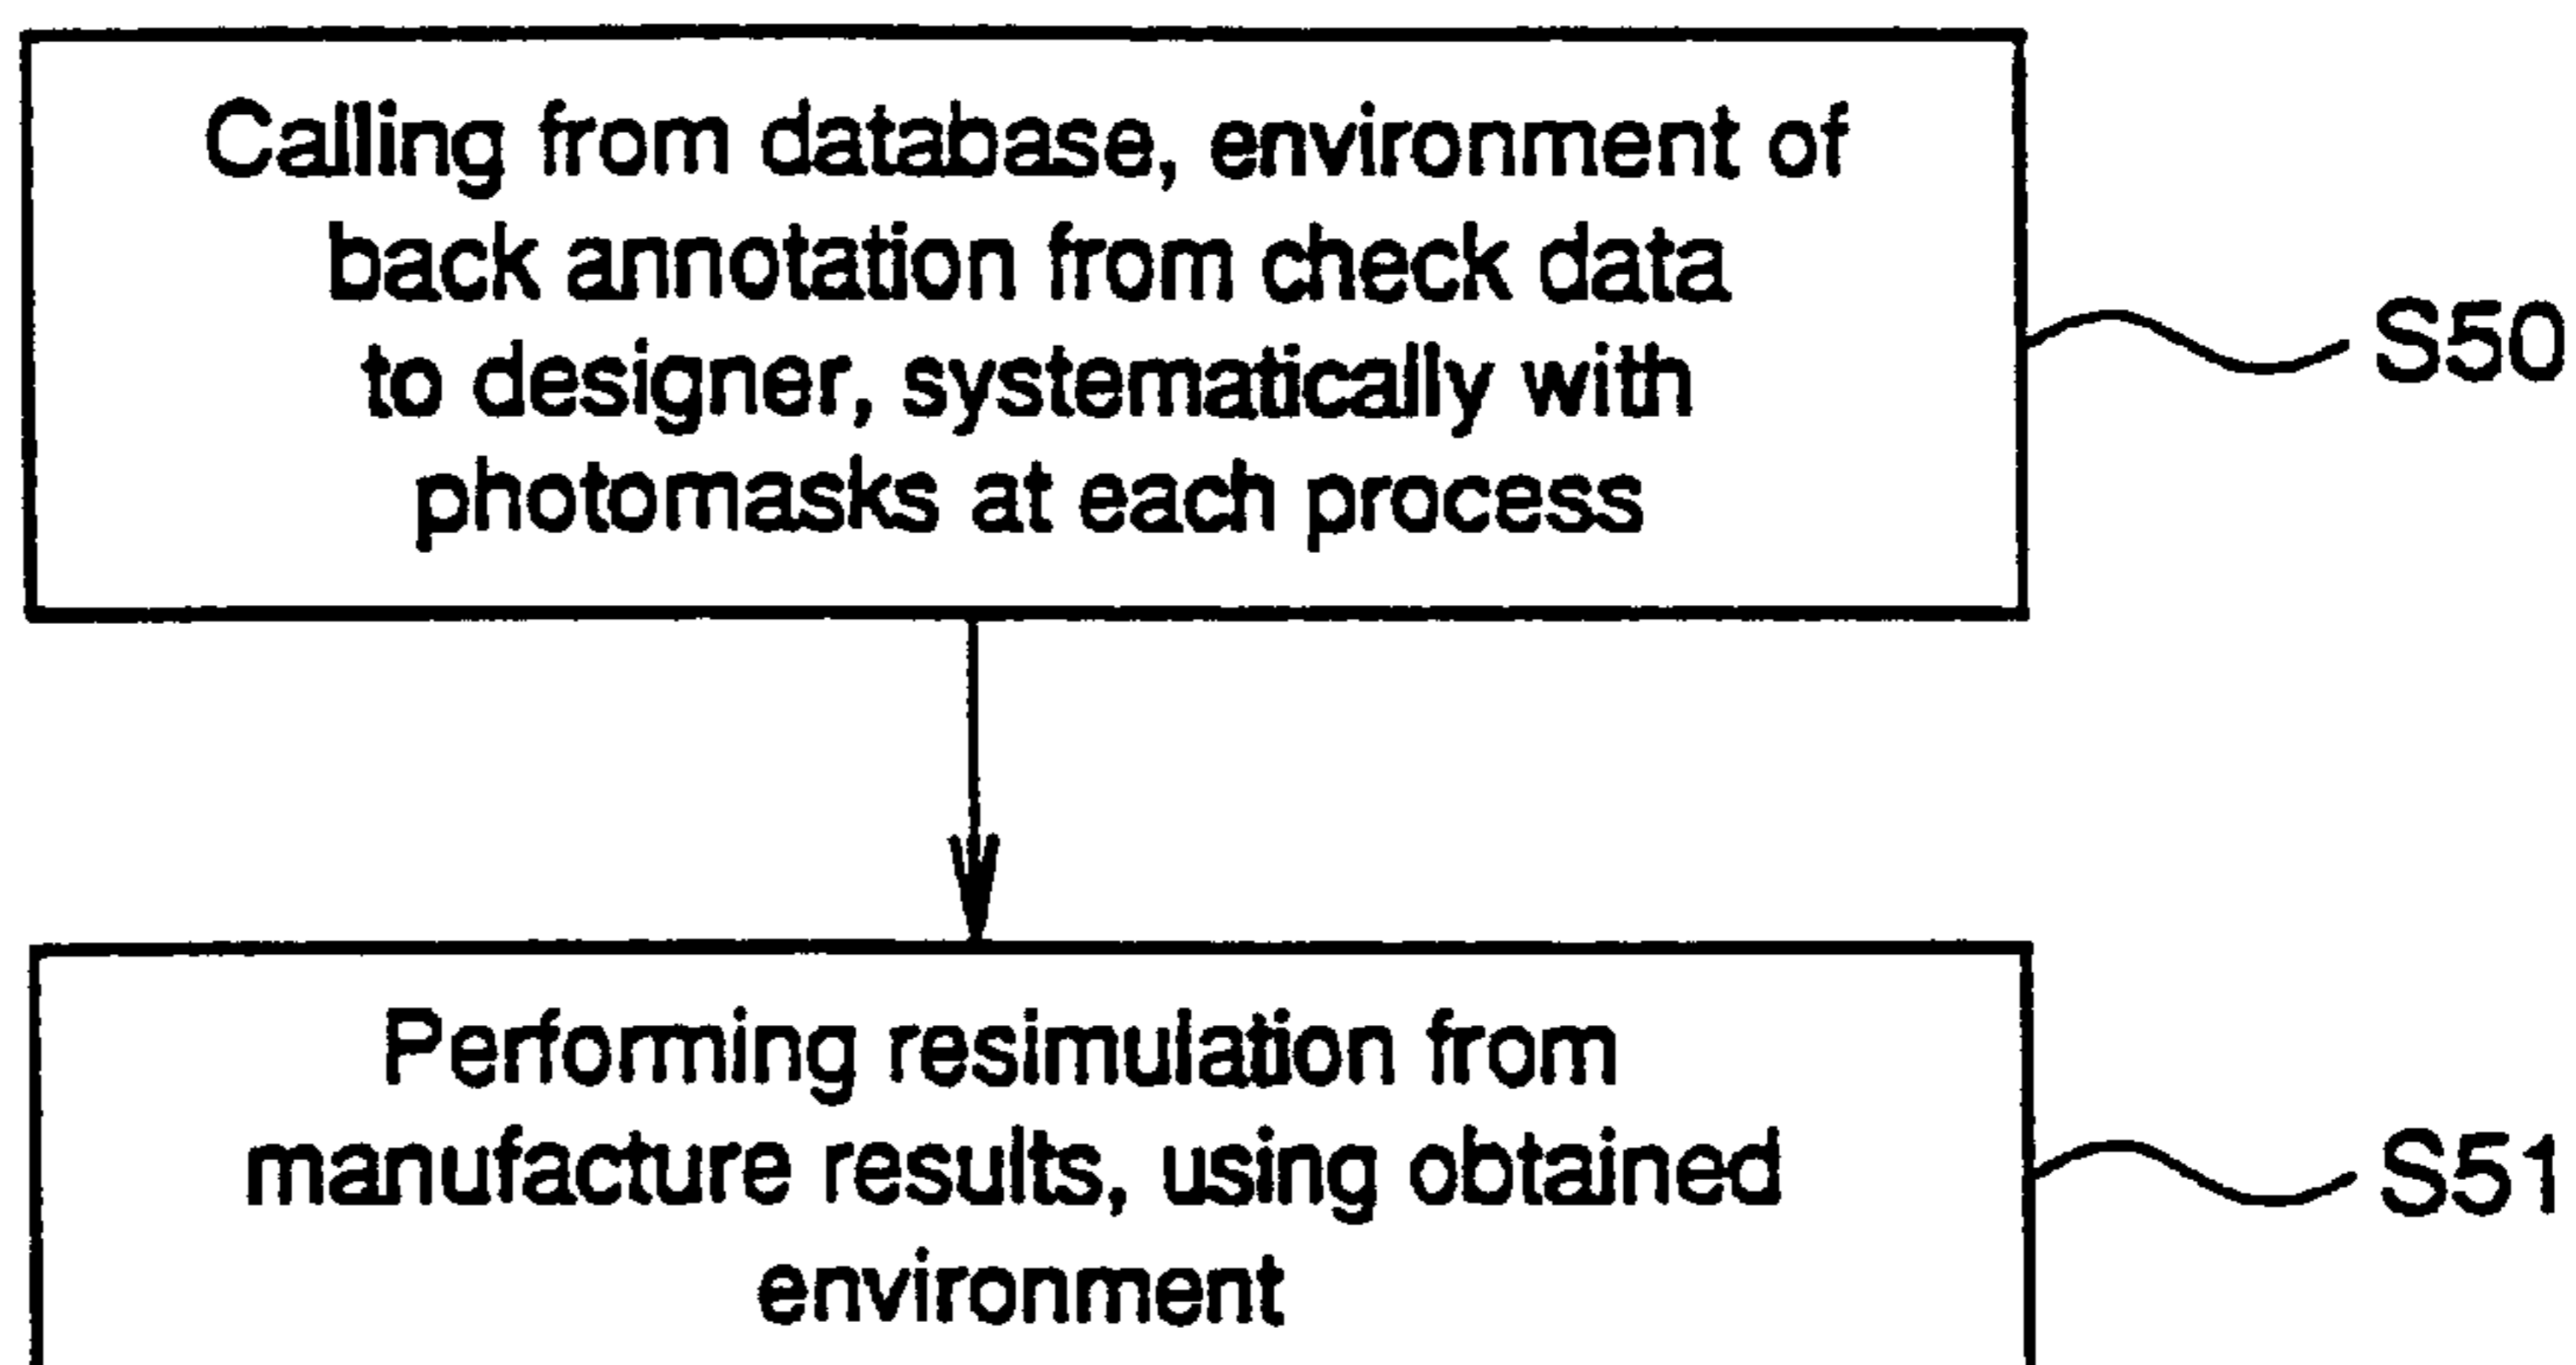 Calling from database, environment of
back annotation from check data
to designer, systematically with
photomasks at each process
S50
Performing resimulation from
manufacture results, using obtained
environment
S51